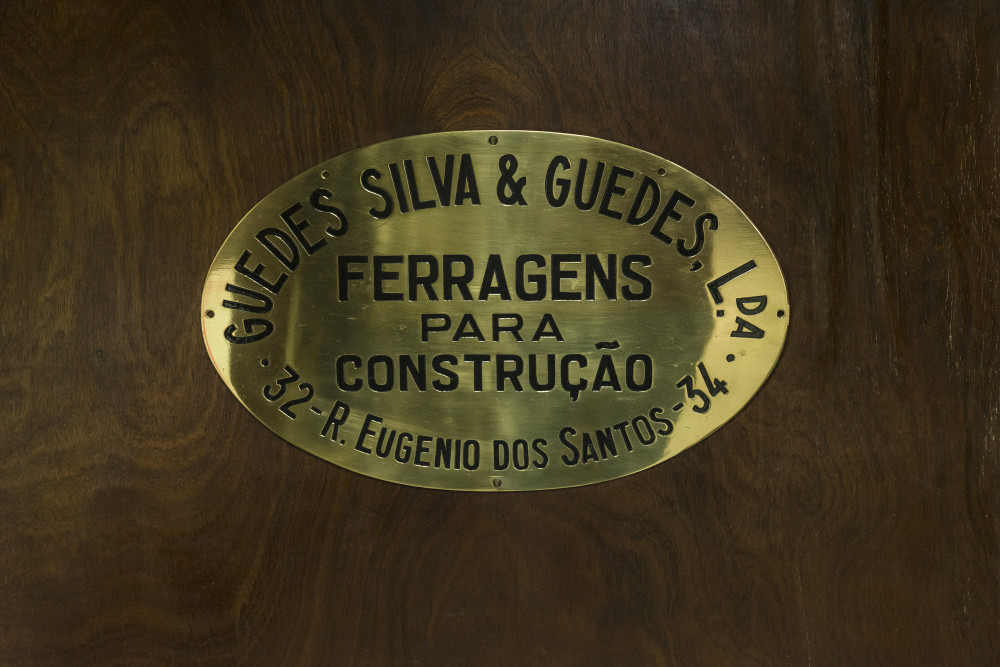 GUEDES SILVA & GUEDES, L.DA
FERRAGENS
PARA
CONSTRUÇÃO
· 32-R. EUGENIO DOS SANTOS-34 ·